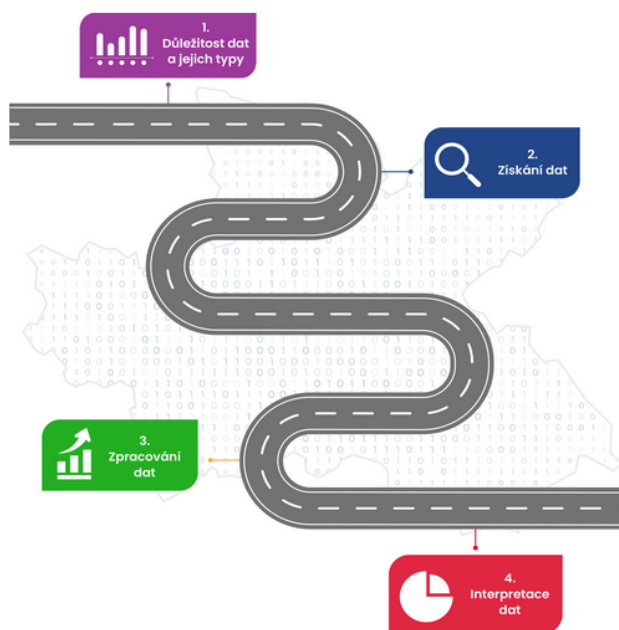 1.
Důležitost dat
a jejich typy
2.
Získání dat
3.
Zpracování
dat
4.
Interpretace
dat